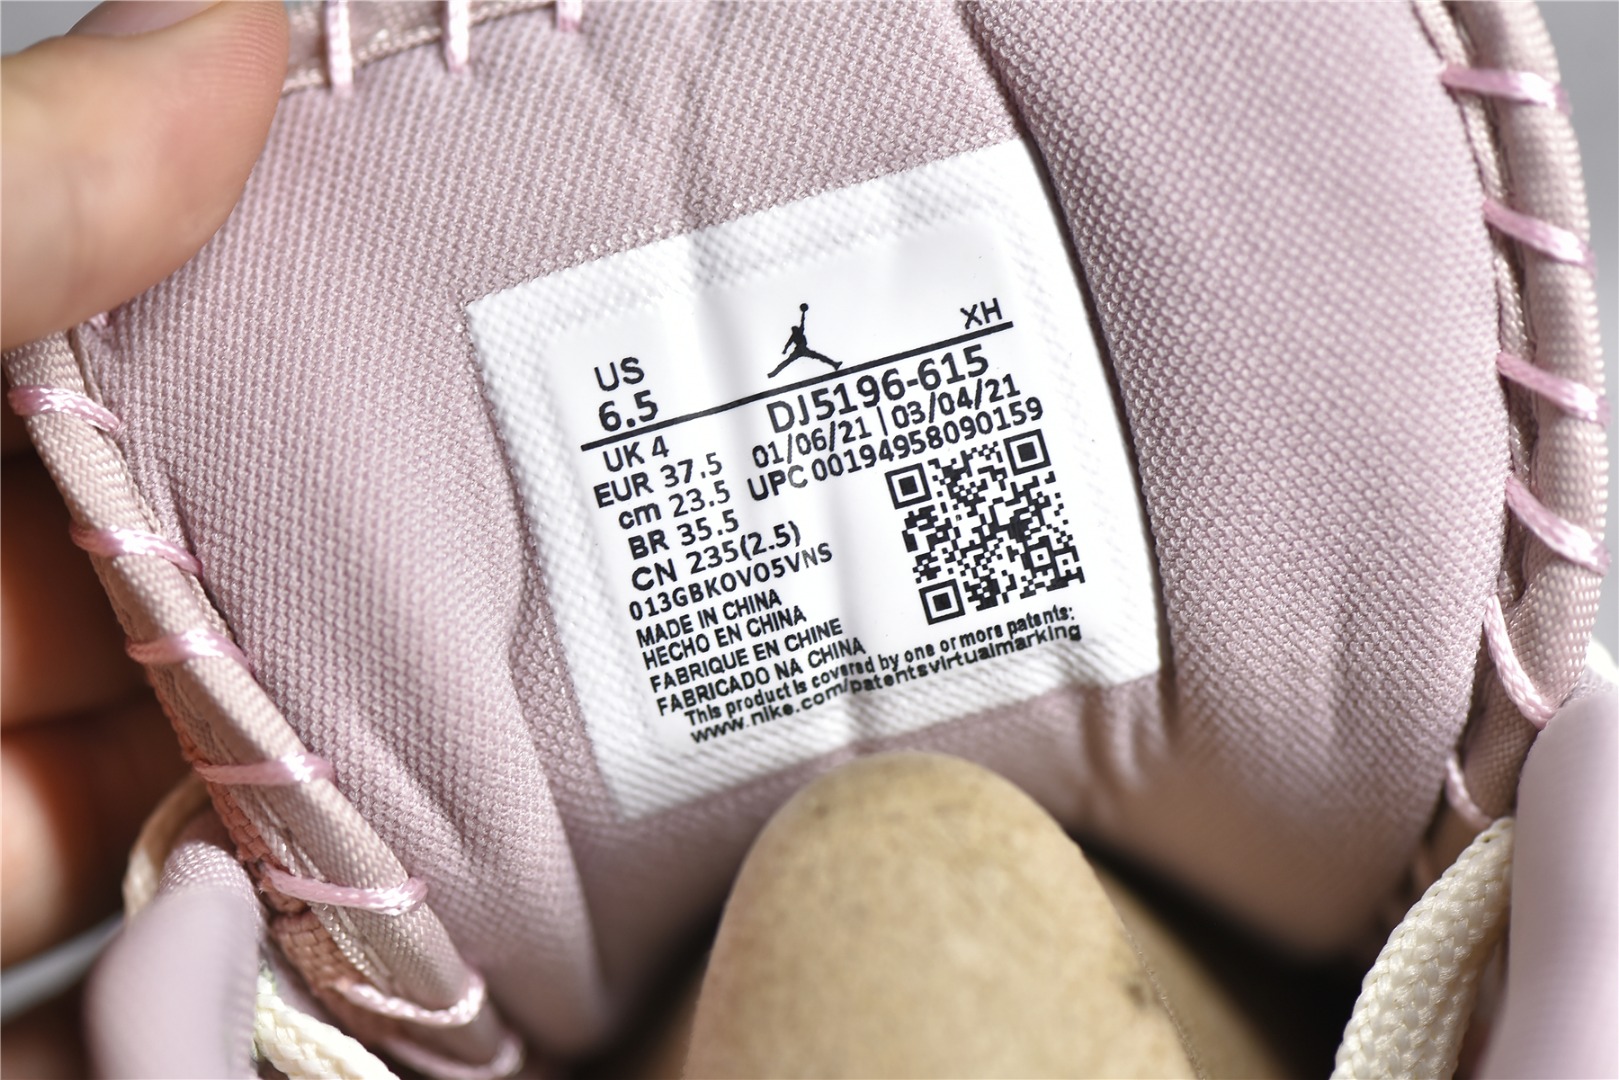 XH
US
6.5
DJ5196-615
UK 4
01/06/21 | 03/04/21
EUR 37.5
UPC 00194958090159
cm 23.5
BR 35.5
CN 235(2.5)
013GBKOVO5VNS
MADE IN CHINA
HECHO EN CHINA
FABRIQUE EN CHINE
FABRICADO NA CHINA
This product is covered by one or more patents:
www.nike.com/patentsvirtualmarking